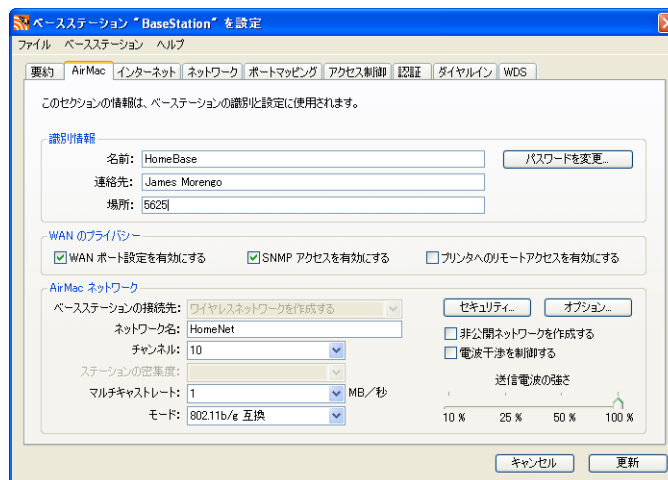 ベースステーション “BaseStation” を設定
ファイル ベースステーション ヘルプ
要約 AirMac インターネット ネットワーク ポートマッピング アクセス制御 認証 ダイヤルイン WDS
このセクションの情報は、ベーステーションの識別と設定に使用されます。
識別情報
名前: HomeBase パスワードを変更...
連絡先: James Morengo
場所: 5625
WAN のプライバシー
WAN ポート設定を有効にする SNMP アクセスを有効にする プリンタへのリモートアクセスを有効にする
AirMac ネットワーク
ベースステーションの接続先: ワイヤレスネットワークを作成する セキュリティ... オプション...
ネットワーク名: HomeNet 非公開ネットワークを作成する
チャンネル: 10 電波干渉を制御する
ステーションの密集度: 送信電波の強さ
マルチキャストレート: 1 MB／秒
モード: 802.11b/g 互換 10 % 25 % 50 % 100 %
キャンセル 更新